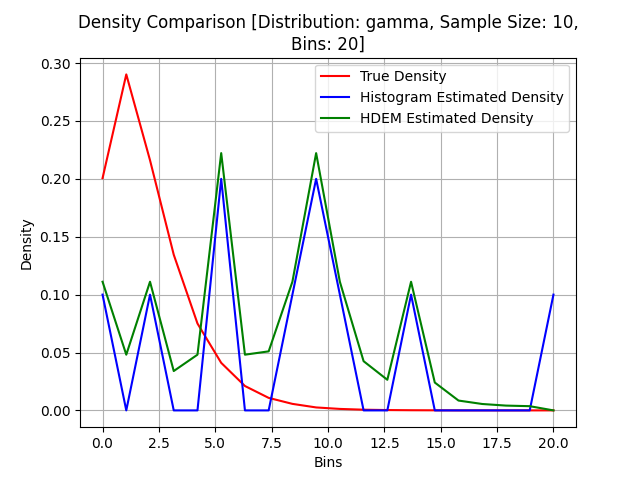 Density Comparison [Distribution: gamma, Sample Size: 10,
Bins: 20]
True Density
Histogram Estimated Density
HDEM Estimated Density
Density
0.30
0.25
0.20
0.15
0.10
0.05
0.00
0.0 2.5 5.0 7.5 10.0 12.5 15.0 17.5 20.0
Bins